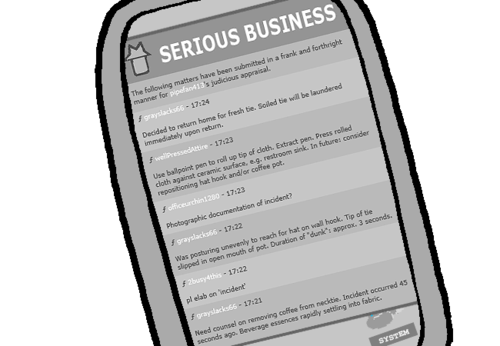 SERIOUS BUSINESS
The following matters have been submitted in a frank and forthright
manner for pipefan413's judicious appraisal.
ƒ grayslacks66 - 17:24
Decided to return home for fresh tie. Soiled tie will be laundered
immediately upon return.
ƒ wellPressedAttire - 17:23
Use ballpoint pen to roll up tip of cloth. Extract pen. Press rolled
cloth against ceramic surface. e.g. restroom sink. In future: consider
repositioning hat hook and/or coffee pot.
ƒ officeurchin1280 - 17:23
Photographic documentation of incident?
ƒ grayslacks66 - 17:22
Was posturing unevenly to reach for hat on wall hook. Tip of tie
slipped in open mouth of pot. Duration of "dunk": approx. 3 seconds.
ƒ 2busy4this - 17:22
pl elab on 'incident'
ƒ grayslacks66 - 17:21
Need counsel on removing coffee from necktie. Incident occurred 45
seconds ago. Beverage essences rapidly settling into fabric.
SYSTEM